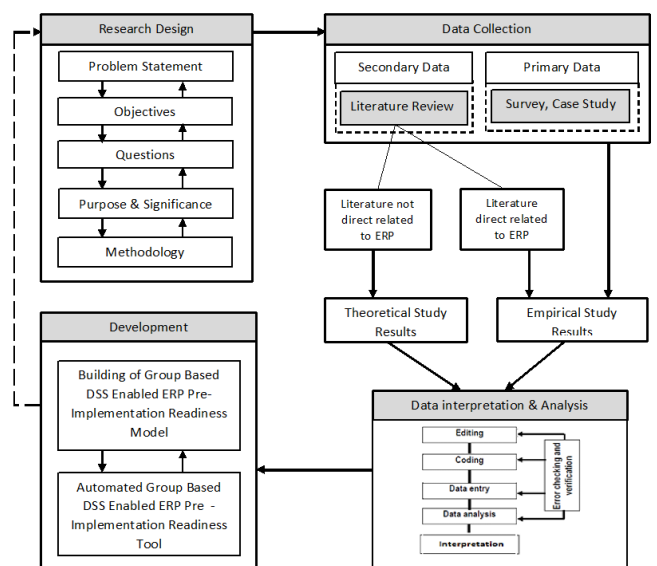 Research Design
Problem Statement
Objectives
Questions
Purpose & Significance
Methodology
Data Collection
Secondary Data
Literature Review
Primary Data
Survey, Case Study
Literature not
direct related
to ERP
Literature
direct related
to ERP
Theoretical Study
Results
Empirical Study
Results
Development
Building of Group Based
DSS Enabled ERP Pre-
Implementation Readiness
Model
Automated Group Based
DSS Enabled ERP Pre -
Implementation Readiness
Tool
Data interpretation & Analysis
Editing
Coding
Data entry
Data analysis
Interpretation
Error checking and
verification